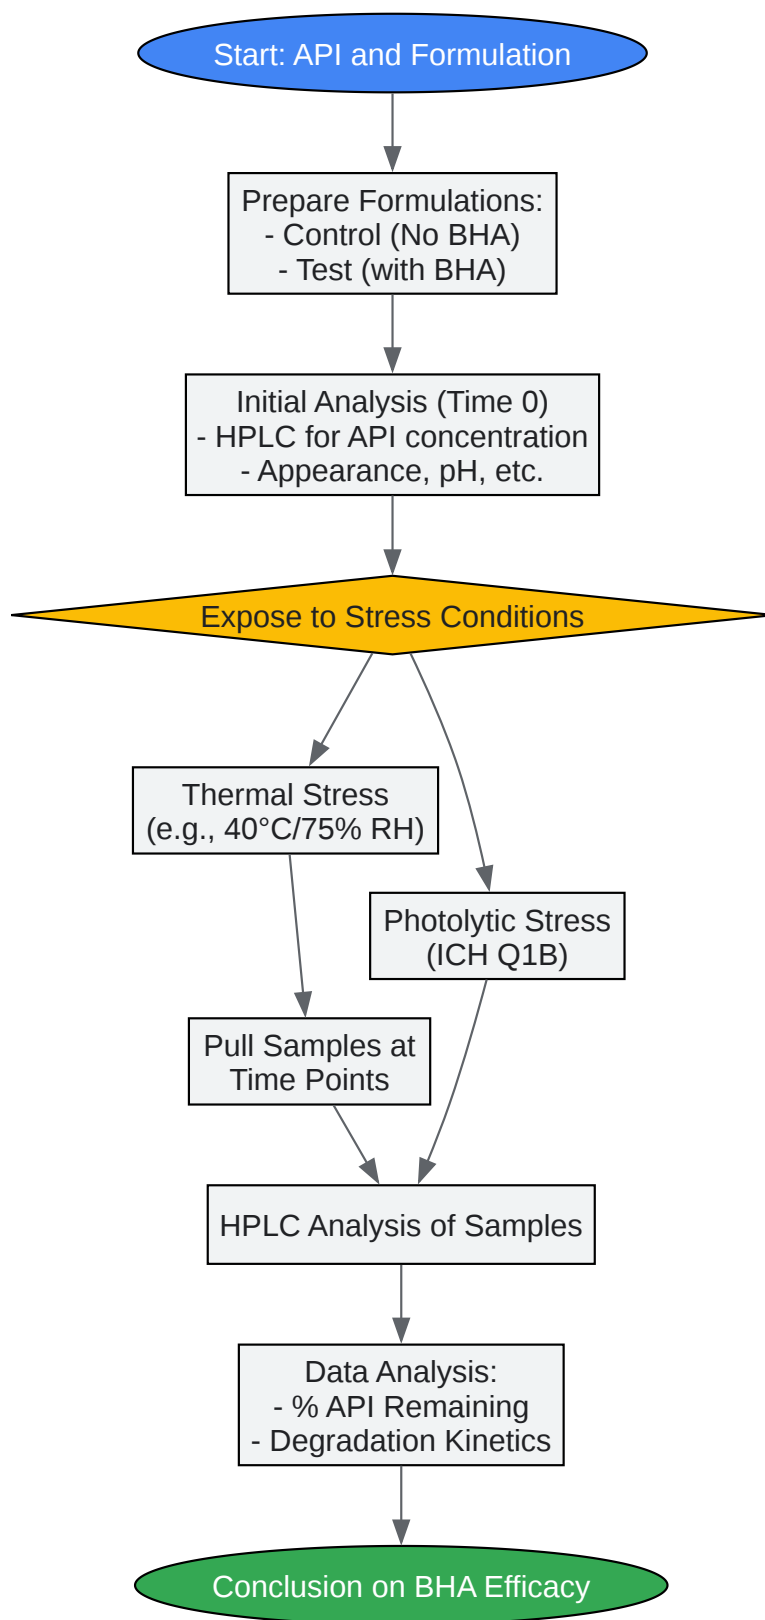 Start: API and Formulation
Prepare Formulations:
- Control (No BHA)
- Test (with BHA)
Initial Analysis (Time 0)
- HPLC for API concentration
- Appearance, pH, etc.
Expose to Stress Conditions
Thermal Stress
(e.g., 40°C/75% RH)
Photolytic Stress
(ICH Q1B)
Pull Samples at
Time Points
HPLC Analysis of Samples
Data Analysis:
- % API Remaining
- Degradation Kinetics
Conclusion on BHA Efficacy